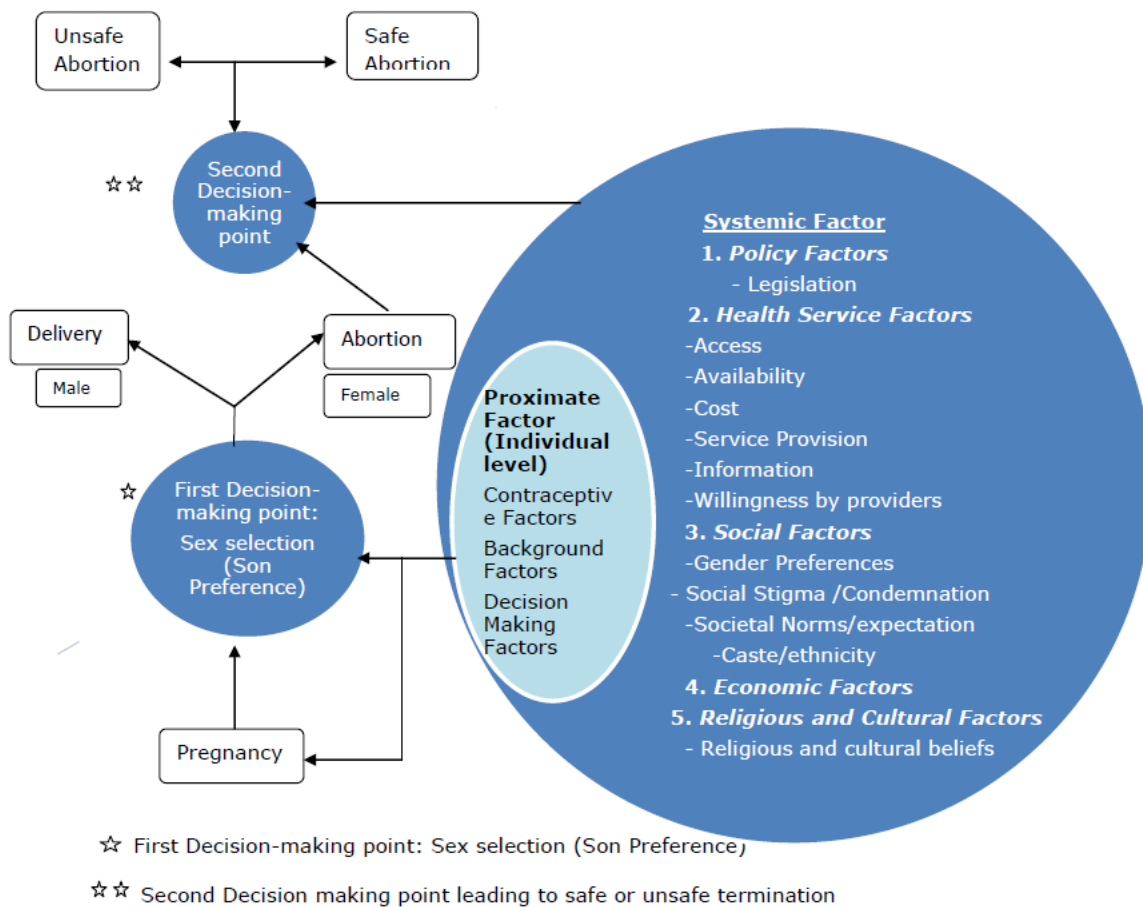 Unsafe
Abortion
Safe
Abortion
Second
Decision-
making
point
☆☆
Delivery
Male
Abortion
Female
☆
First Decision-
making point:
Sex selection
(Son
Preference)
Pregnancy
Proximate
Factor
(Individual
level)
Contraceptiv
e Factors
Background
Factors
Decision
Making
Factors
Systemic Factor
1. Policy Factors
- Legislation
2. Health Service Factors
-Access
-Availability
-Cost
-Service Provision
-Information
-Willingness by providers
3. Social Factors
-Gender Preferences
- Social Stigma /Condemnation
-Societal Norms/expectation
-Caste/ethnicity
4. Economic Factors
5. Religious and Cultural Factors
- Religious and cultural beliefs
☆ First Decision-making point: Sex selection (Son Preference)
☆☆ Second Decision making point leading to safe or unsafe termination